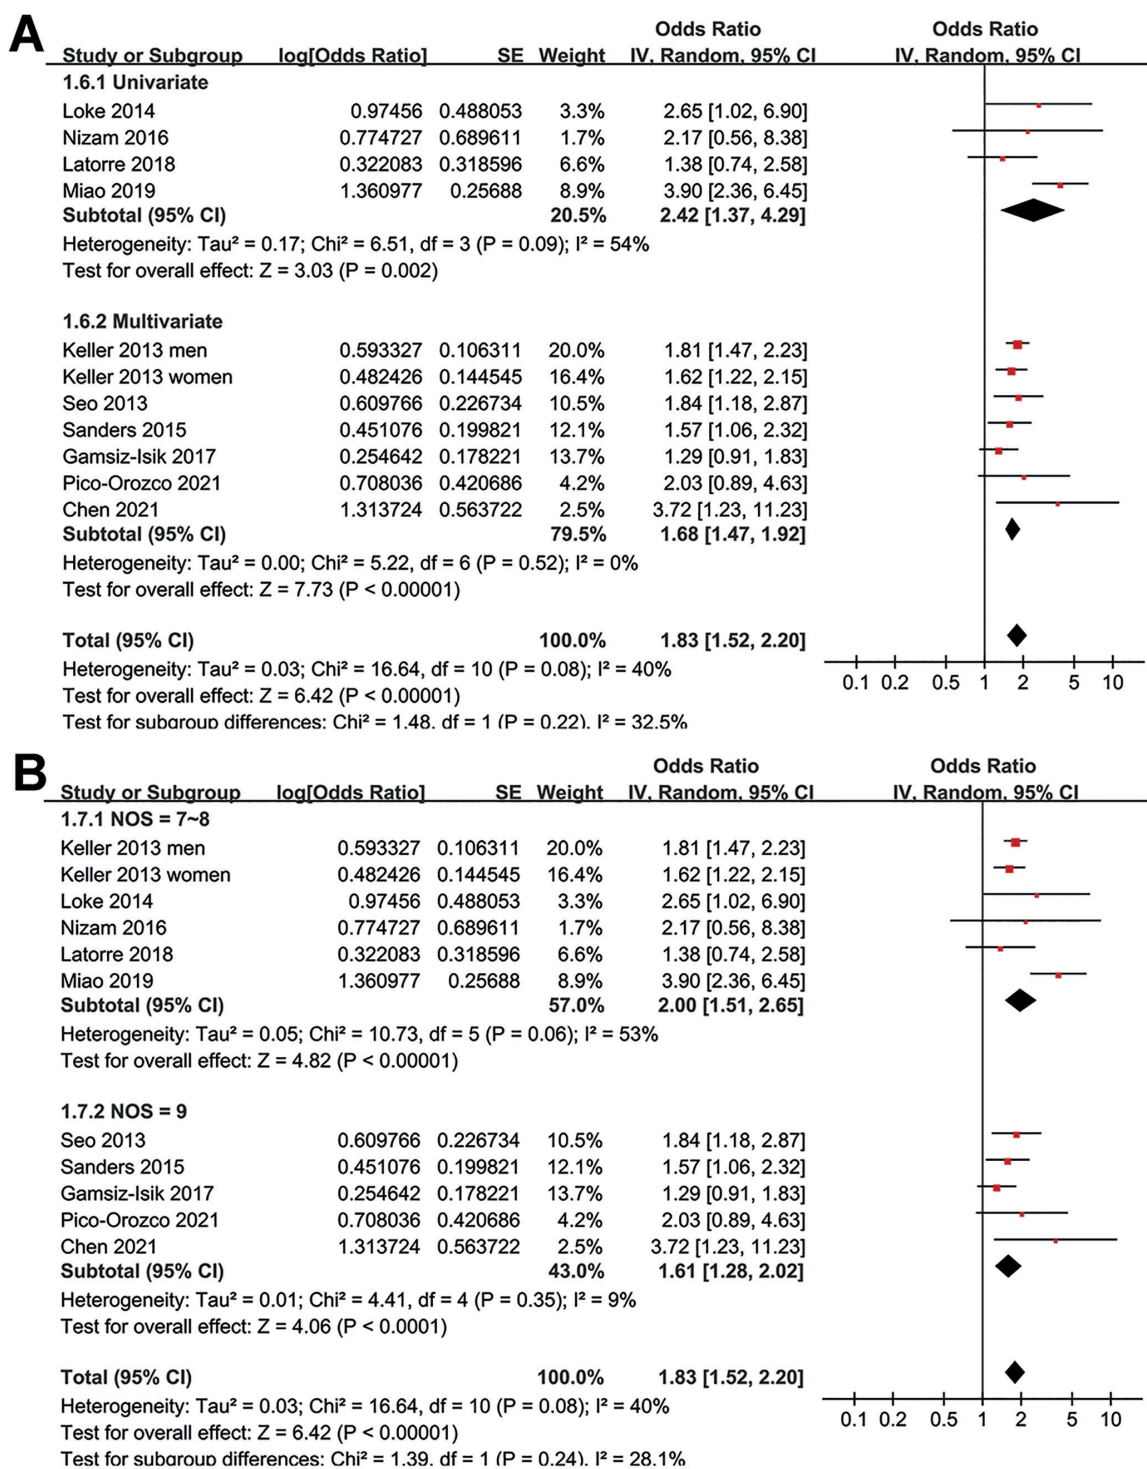 A
Odds Ratio Odds Ratio
Study or Subgroup log[Odds Ratio] SE Weight IV, Random, 95% CI IV, Random, 95% CI
1.6.1 Univariate
Loke 2014 0.97456 0.488053 3.3% 2.65 [1.02, 6.90]
Nizam 2016 0.774727 0.689611 1.7% 2.17 [0.56, 8.38]
Latorre 2018 0.322083 0.318596 6.6% 1.38 [0.74, 2.58]
Miao 2019 1.360977 0.25688 8.9% 3.90 [2.36, 6.45]
Subtotal (95% CI) 20.5% 2.42 [1.37, 4.29]
Heterogeneity: Tau² = 0.17; Chi² = 6.51, df = 3 (P = 0.09); I² = 54%
Test for overall effect: Z = 3.03 (P = 0.002)
1.6.2 Multivariate
Keller 2013 men 0.593327 0.106311 20.0% 1.81 [1.47, 2.23]
Keller 2013 women 0.482426 0.144545 16.4% 1.62 [1.22, 2.15]
Seo 2013 0.609766 0.226734 10.5% 1.84 [1.18, 2.87]
Sanders 2015 0.451076 0.199821 12.1% 1.57 [1.06, 2.32]
Gamsiz-Isik 2017 0.254642 0.178221 13.7% 1.29 [0.91, 1.83]
Pico-Orozco 2021 0.708036 0.420686 4.2% 2.03 [0.89, 4.63]
Chen 2021 1.313724 0.563722 2.5% 3.72 [1.23, 11.23]
Subtotal (95% CI) 79.5% 1.68 [1.47, 1.92]
Heterogeneity: Tau² = 0.00; Chi² = 5.22, df = 6 (P = 0.52); I² = 0%
Test for overall effect: Z = 7.73 (P < 0.00001)
Total (95% CI) 100.0% 1.83 [1.52, 2.20]
Heterogeneity: Tau² = 0.03; Chi² = 16.64, df = 10 (P = 0.08); I² = 40%
Test for overall effect: Z = 6.42 (P < 0.00001)
Test for subgroup differences: Chi² = 1.48, df = 1 (P = 0.22), I² = 32.5%
0.1 0.2 0.5 1 2 5 10
B
Odds Ratio Odds Ratio
Study or Subgroup log[Odds Ratio] SE Weight IV, Random, 95% CI IV, Random, 95% CI
1.7.1 NOS = 7~8
Keller 2013 men 0.593327 0.106311 20.0% 1.81 [1.47, 2.23]
Keller 2013 women 0.482426 0.144545 16.4% 1.62 [1.22, 2.15]
Loke 2014 0.97456 0.488053 3.3% 2.65 [1.02, 6.90]
Nizam 2016 0.774727 0.689611 1.7% 2.17 [0.56, 8.38]
Latorre 2018 0.322083 0.318596 6.6% 1.38 [0.74, 2.58]
Miao 2019 1.360977 0.25688 8.9% 3.90 [2.36, 6.45]
Subtotal (95% CI) 57.0% 2.00 [1.51, 2.65]
Heterogeneity: Tau² = 0.05; Chi² = 10.73, df = 5 (P = 0.06); I² = 53%
Test for overall effect: Z = 4.82 (P < 0.00001)
1.7.2 NOS = 9
Seo 2013 0.609766 0.226734 10.5% 1.84 [1.18, 2.87]
Sanders 2015 0.451076 0.199821 12.1% 1.57 [1.06, 2.32]
Gamsiz-Isik 2017 0.254642 0.178221 13.7% 1.29 [0.91, 1.83]
Pico-Orozco 2021 0.708036 0.420686 4.2% 2.03 [0.89, 4.63]
Chen 2021 1.313724 0.563722 2.5% 3.72 [1.23, 11.23]
Subtotal (95% CI) 43.0% 1.61 [1.28, 2.02]
Heterogeneity: Tau² = 0.01; Chi² = 4.41, df = 4 (P = 0.35); I² = 9%
Test for overall effect: Z = 4.06 (P < 0.0001)
Total (95% CI) 100.0% 1.83 [1.52, 2.20]
Heterogeneity: Tau² = 0.03; Chi² = 16.64, df = 10 (P = 0.08); I² = 40%
Test for overall effect: Z = 6.42 (P < 0.00001)
Test for subgroup differences: Chi² = 1.39, df = 1 (P = 0.24), I² = 28.1%
0.1 0.2 0.5 1 2 5 10